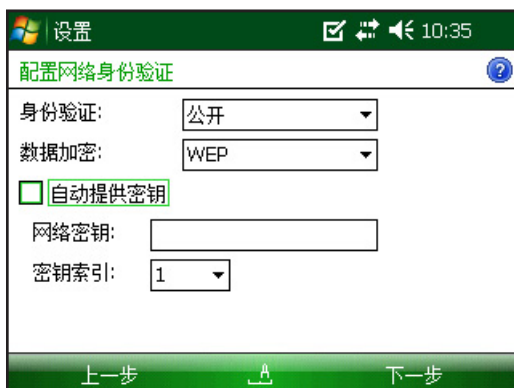 设置 10:35
配置网络身份验证
身份验证: 公开
数据加密: WEP
自动提供密钥
网络密钥:
密钥索引: 1
上一步 下一步